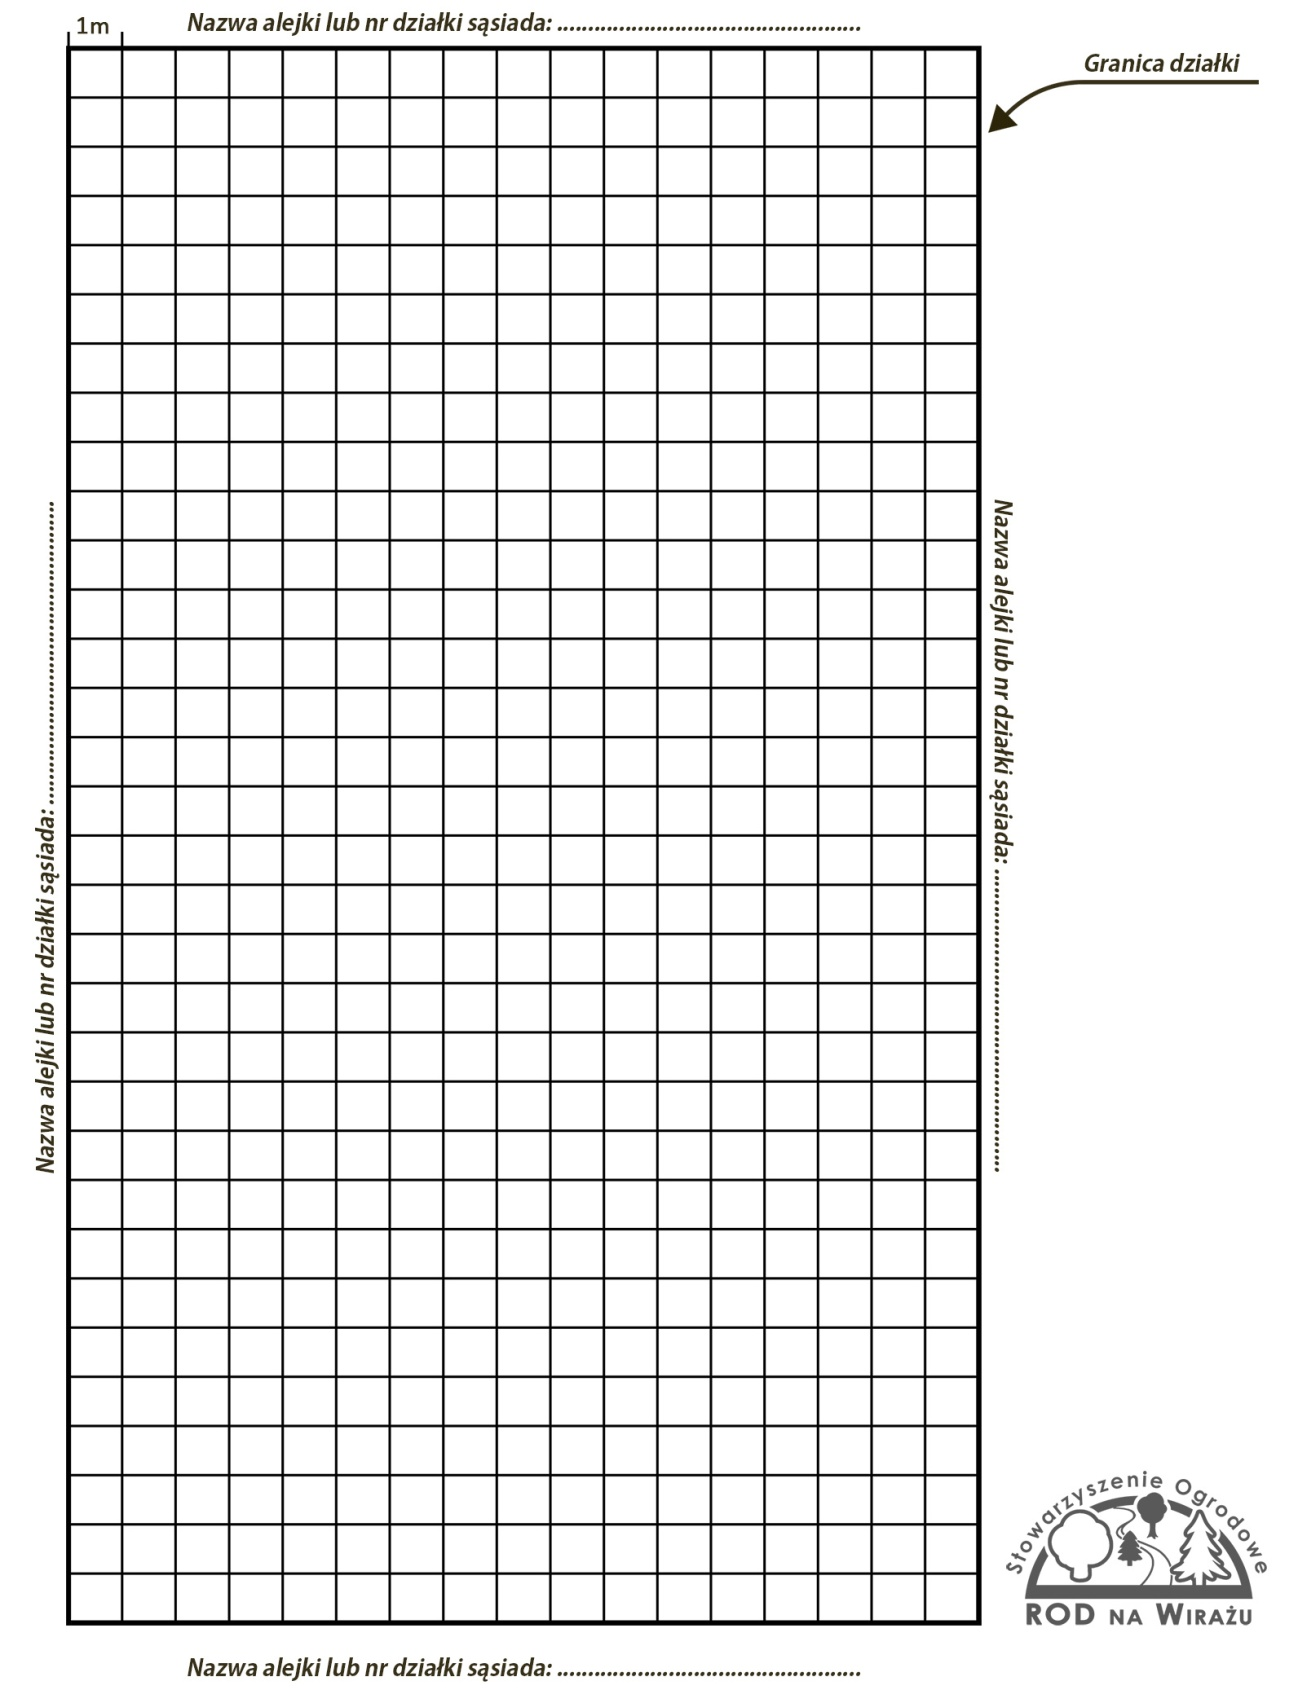 1m
Nazwa alejki lub nr działki sąsiada: ................................................
Granica działki
Nazwa alejki lub nr działki sąsiada: ................................................
Nazwa alejki lub nr działki sąsiada: ................................................
Stowarzyszenie Ogrodowe
ROD NA WIRAŻU
Nazwa alejki lub nr działki sąsiada: ................................................